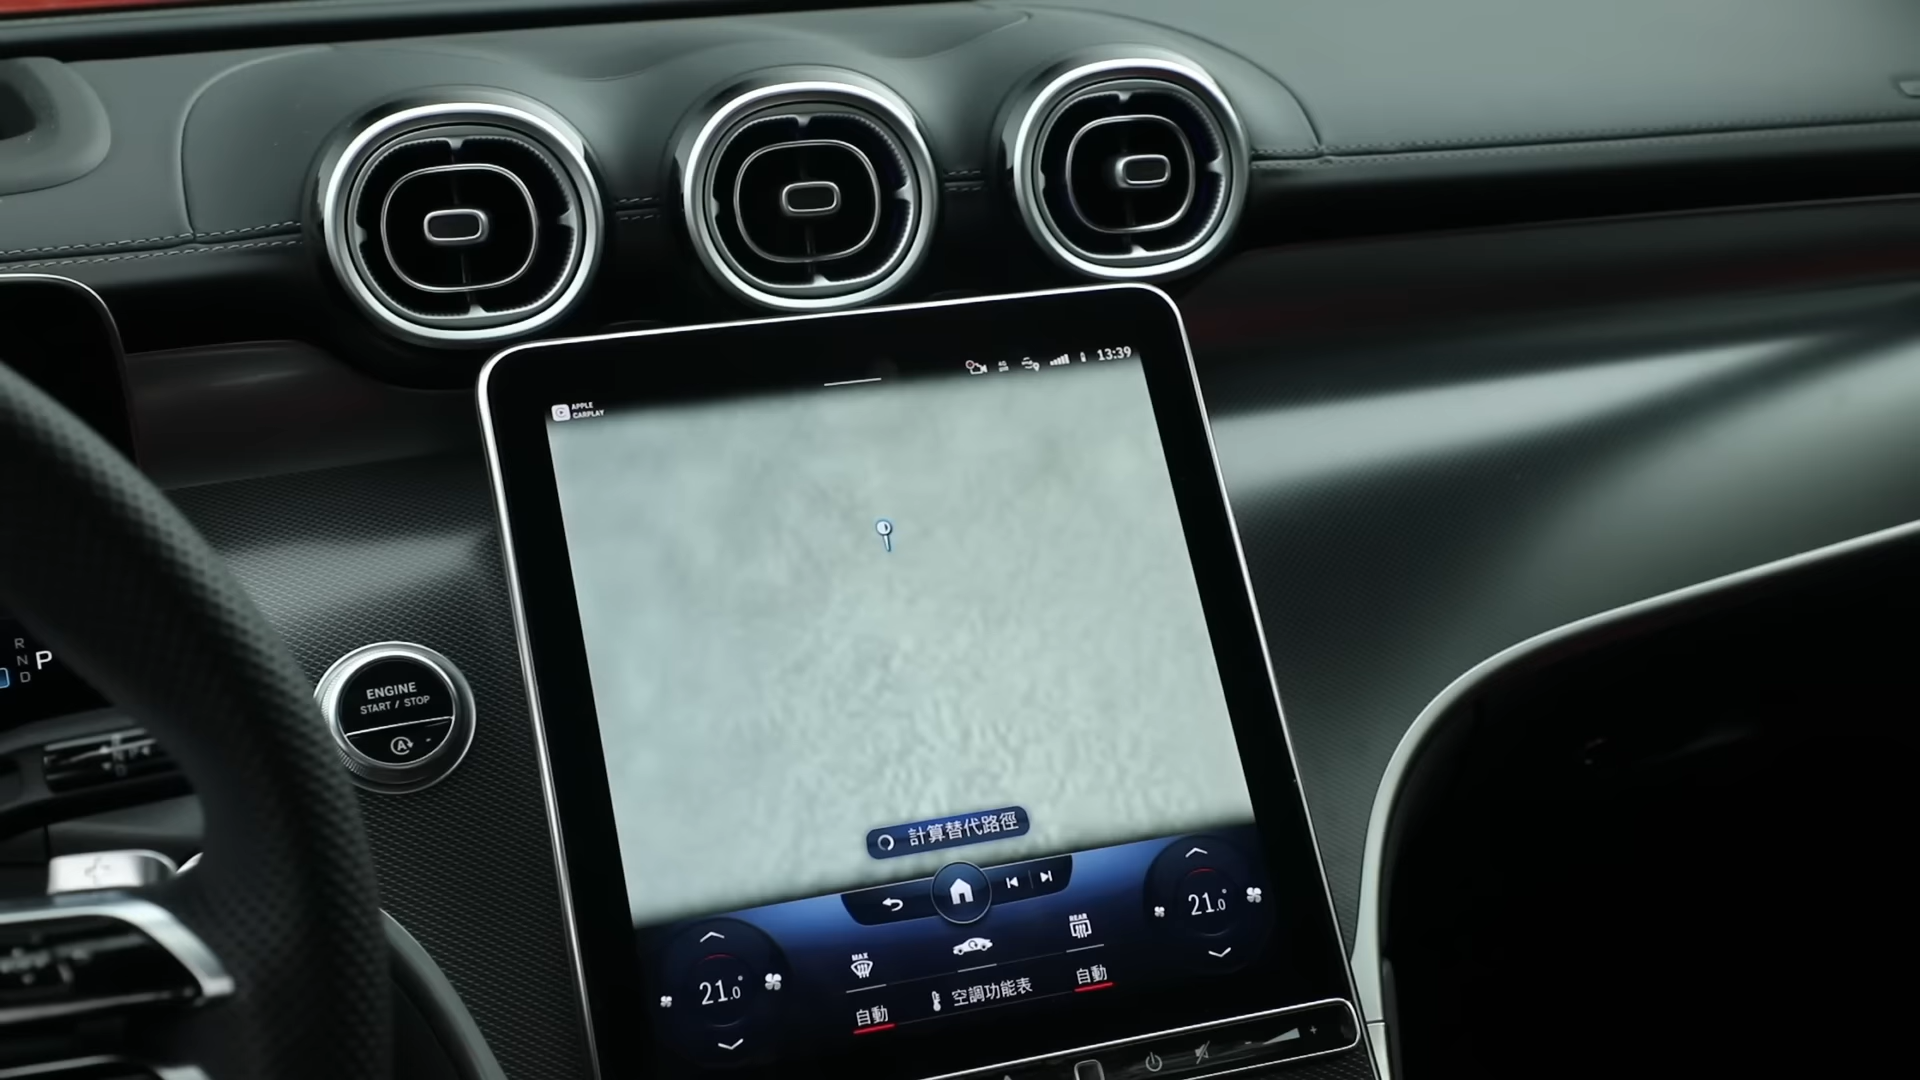 13:39
APPLE
CARPLAY
R
N P
D
ENGINE
START / STOP
A
計算替代路徑
21.0°
REAR
MAX
21.0°
自動
空調功能表
自動